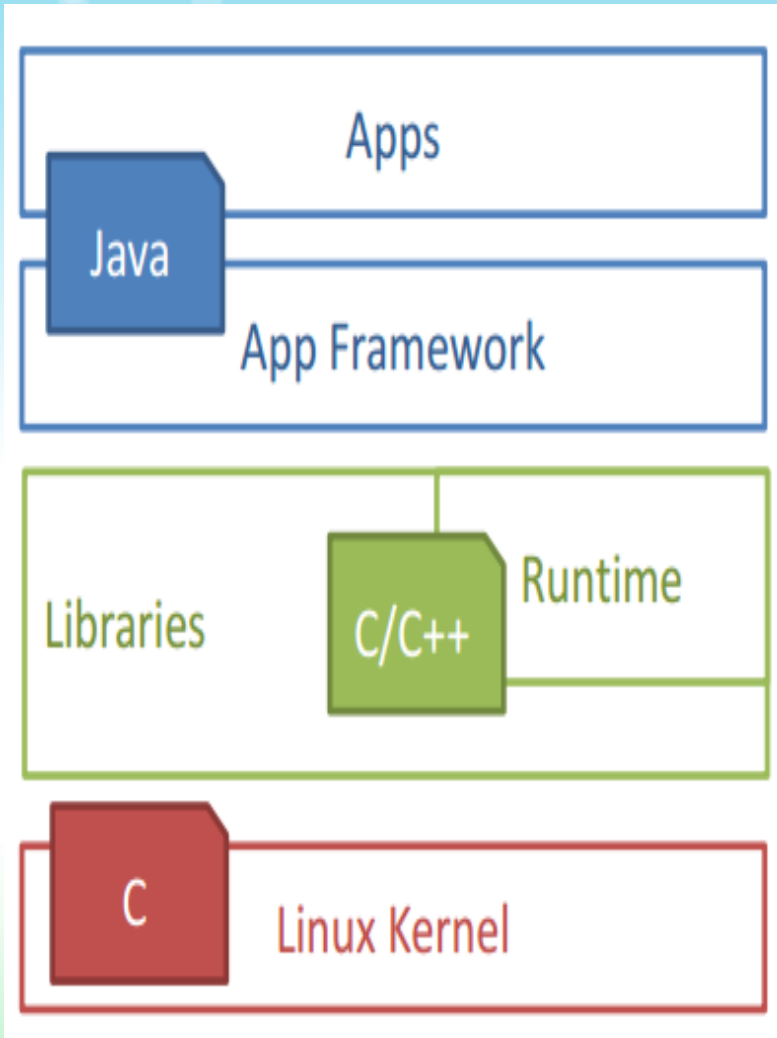 Apps
Java
App Framework
Runtime
Libraries
C/C++
C
Linux Kernel